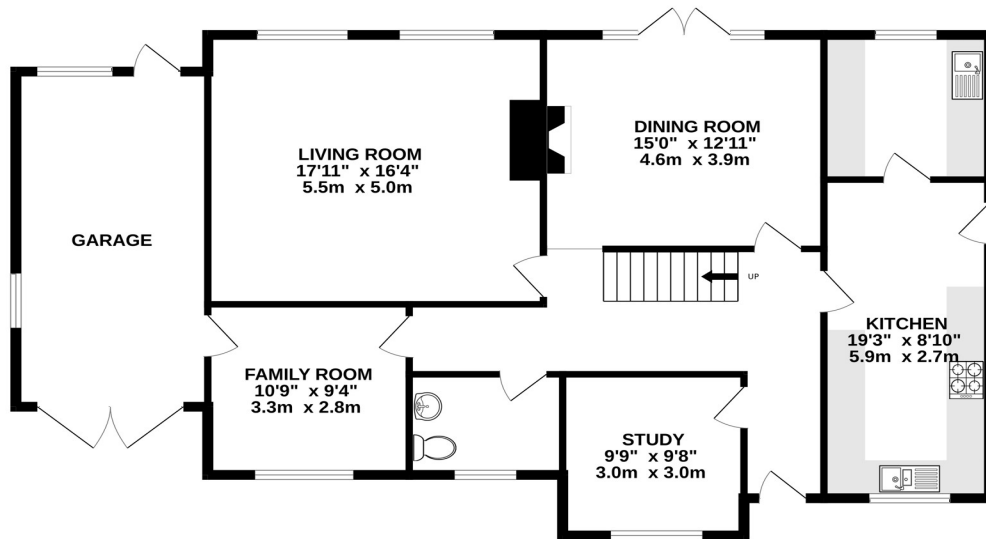 DINING ROOM
15'0" x 12'11"
4.6m x 3.9m
LIVING ROOM
17'11" x 16'4"
5.5m x 5.0m
GARAGE
UP
KITCHEN
19'3" x 8'10"
5.9m x 2.7m
FAMILY ROOM
10'9" x 9'4"
3.3m x 2.8m
STUDY
9'9" x 9'8"
3.0m x 3.0m